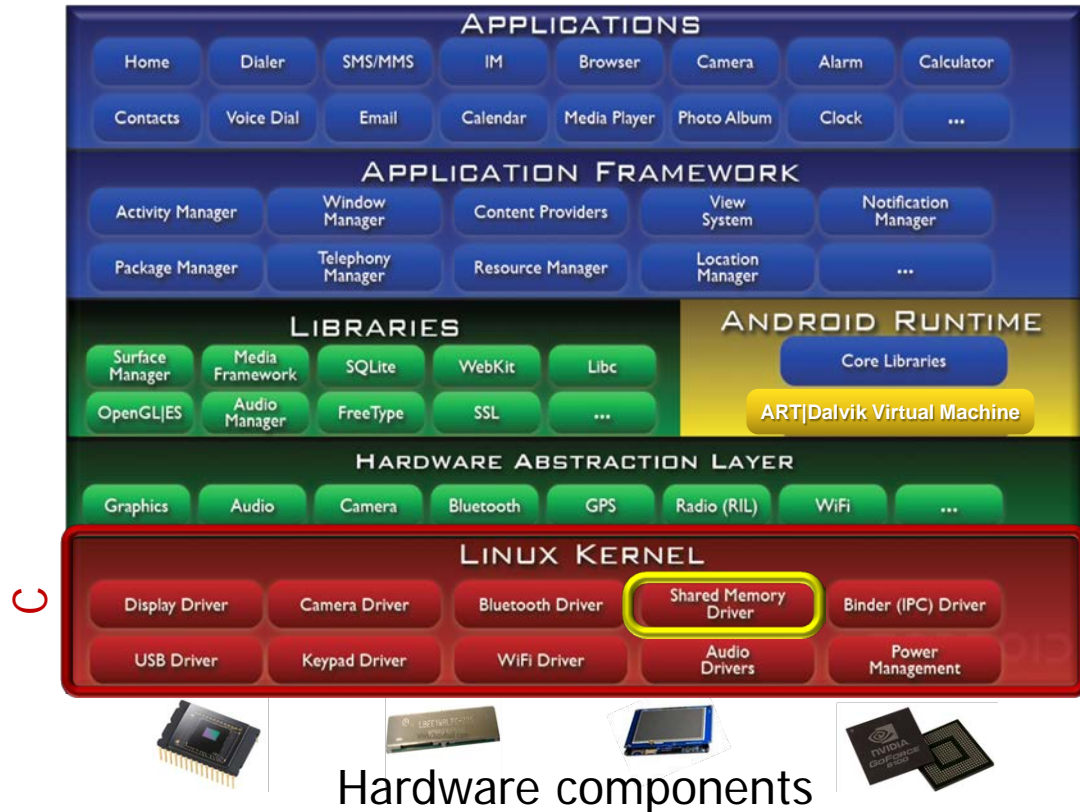 APPLICATIONS
Home Dialer SMS/MMS IM Browser Camera Alarm Calculator
Contacts Voice Dial Email Calendar Media Player Photo Album Clock ...
APPLICATION FRAMEWORK
Activity Manager Window Manager Content Providers View System Notification Manager
Package Manager Telephony Manager Resource Manager Location Manager ...
LIBRARIES
Surface Manager Media Framework SQLite WebKit Libc
OpenGL|ES Audio Manager FreeType SSL ...
ANDROID RUNTIME
Core Libraries
ART|Dalvik Virtual Machine
HARDWARE ABSTRACTION LAYER
Graphics Audio Camera Bluetooth GPS Radio (RIL) WiFi ...
C
LINUX KERNEL
Display Driver Camera Driver Bluetooth Driver Shared Memory Driver Binder (IPC) Driver
USB Driver Keypad Driver WiFi Driver Audio Drivers Power Management
NVIDIA
GEFORCE
6100
Hardware components